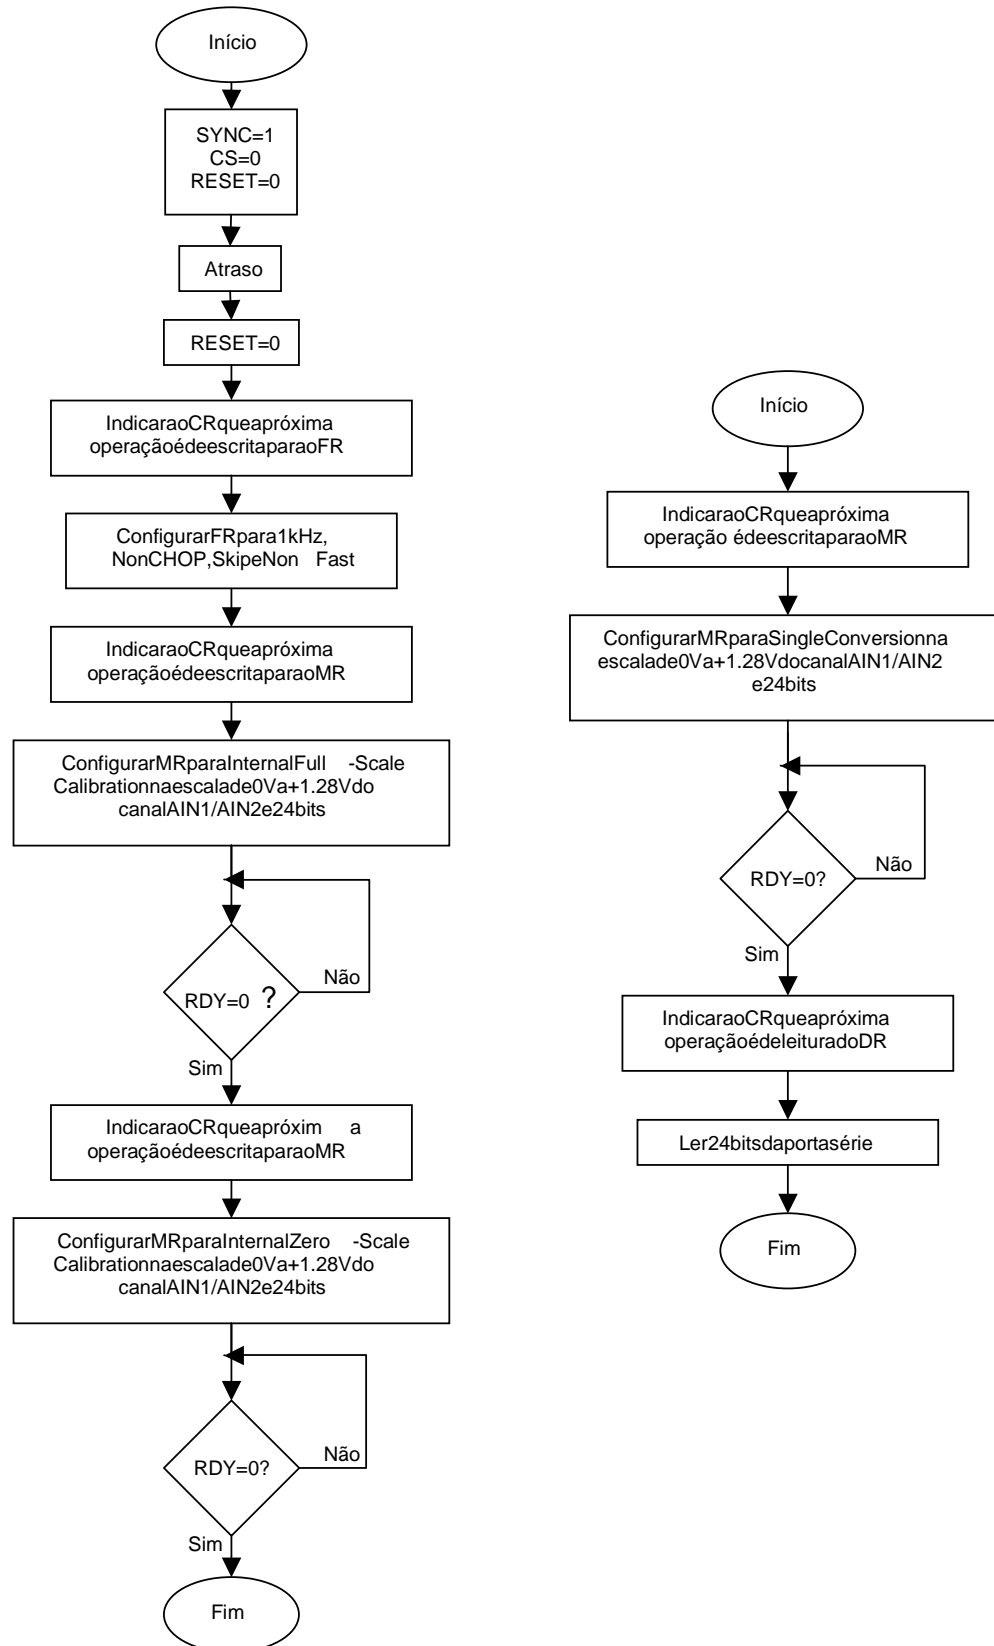 Início
SYNC=1
CS=0
RESET=0
Atraso
RESET=0
IndicaraoCRqueapróxima
operaçãoédeescritaparaoFR
ConfigurarFRpara1kHz,
NonCHOP,SkipeNon Fast
IndicaraoCRqueapróxima
operaçãoédeescritaparaoMR
ConfigurarMRparaInternalFull -Scale
Calibrationnaescalade0Va+1.28Vdo
canalAIN1/AIN2e24bits
RDY=0 ?
Não
Sim
IndicaraoCRqueapróxim a
operaçãoédeescritaparaoMR
ConfigurarMRparaInternalZero -Scale
Calibrationnaescalade0Va+1.28Vdo
canalAIN1/AIN2e24bits
RDY=0?
Não
Sim
Fim
Início
IndicaraoCRqueapróxima
operação édeescritaparaoMR
ConfigurarMRparaSingleConversionna
escalade0Va+1.28VdocanalAIN1/AIN2
e24bits
RDY=0?
Não
Sim
IndicaraoCRqueapróxima
operaçãoédeleituradoDR
Ler24bitsdaportasérie
Fim